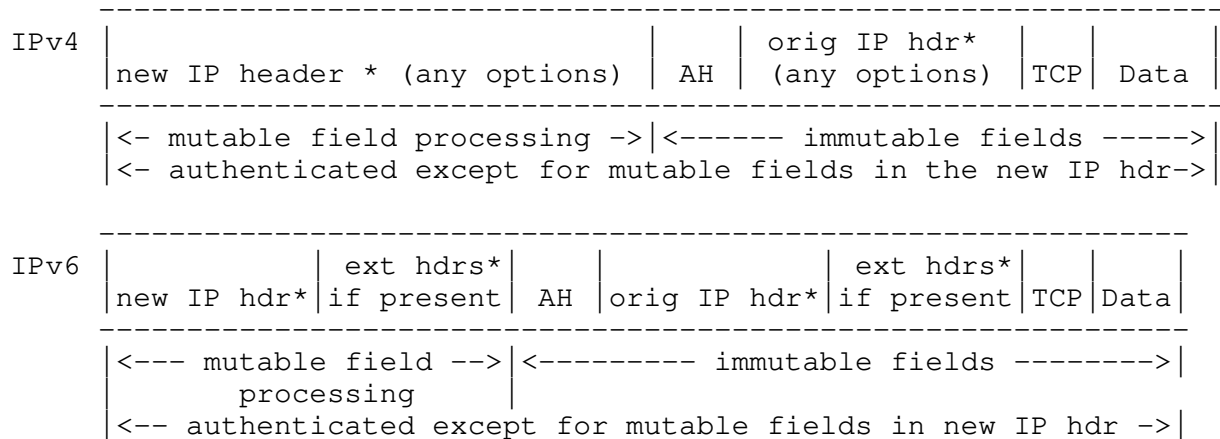 ------------------------------------------------------------------
IPv4 |                                 |    | orig IP hdr*  |   |      |
     |new IP header * (any options) | AH | (any options) |TCP| Data |
     ------------------------------------------------------------------
     |<- mutable field processing ->|<------ immutable fields ----->|
     |<- authenticated except for mutable fields in the new IP hdr->|
     ----------------------------------------------------------------
IPv6 |           | ext hdrs*|    |            | ext hdrs*|   |    |
     |new IP hdr*|if present| AH |orig IP hdr*|if present|TCP|Data|
     ----------------------------------------------------------------
     |<--- mutable field -->|<--------- immutable fields -------->|
     |       processing     |
     |<-- authenticated except for mutable fields in new IP hdr ->|